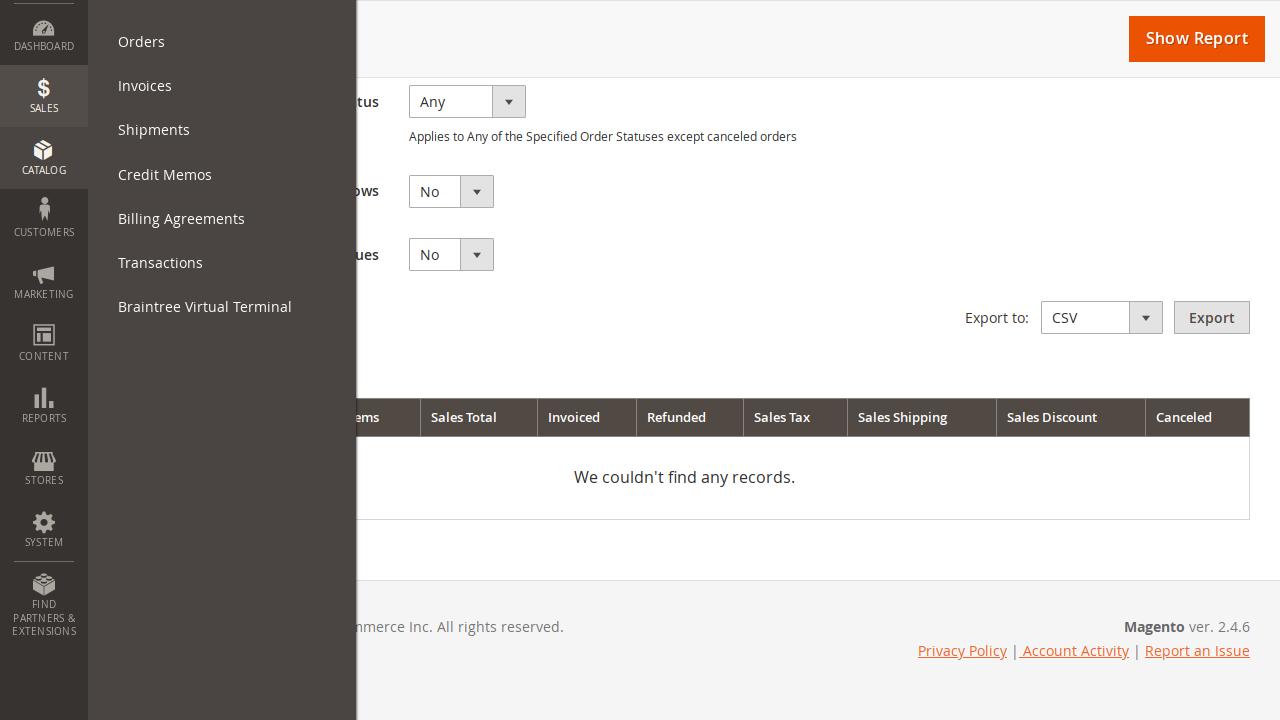 DASHBOARD
SALES
CATALOG
CUSTOMERS
MARKETING
CONTENT
REPORTS
STORES
SYSTEM
FIND
PARTNERS &
EXTENSIONS
Orders
Invoices
Shipments
Credit Memos
Billing Agreements
Transactions
Braintree Virtual Terminal
Show Report
tus Any
Applies to Any of the Specified Order Statuses except canceled orders
ows No
ues No
Export to: CSV Export
ems Sales Total Invoiced Refunded Sales Tax Sales Shipping Sales Discount Canceled
We couldn't find any records.
mmerce Inc. All rights reserved.
Magento ver. 2.4.6
Privacy Policy | Account Activity | Report an Issue